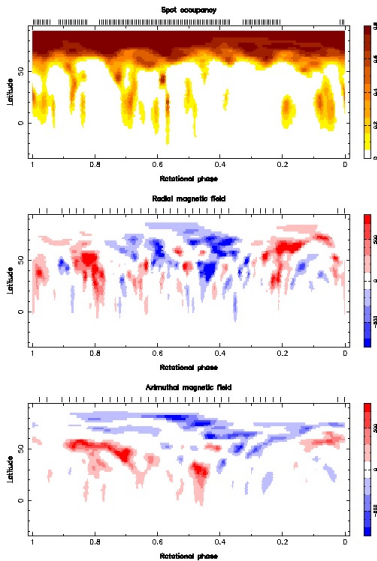 Spot occupancy
Latitude
50
0
1 0.8 0.6 0.4 0.2 0
Rotational phase
Radial magnetic field
Latitude
50
0
1 0.8 0.6 0.4 0.2 0
Rotational phase
Azimuthal magnetic field
Latitude
50
0
1 0.8 0.6 0.4 0.2 0
Rotational phase